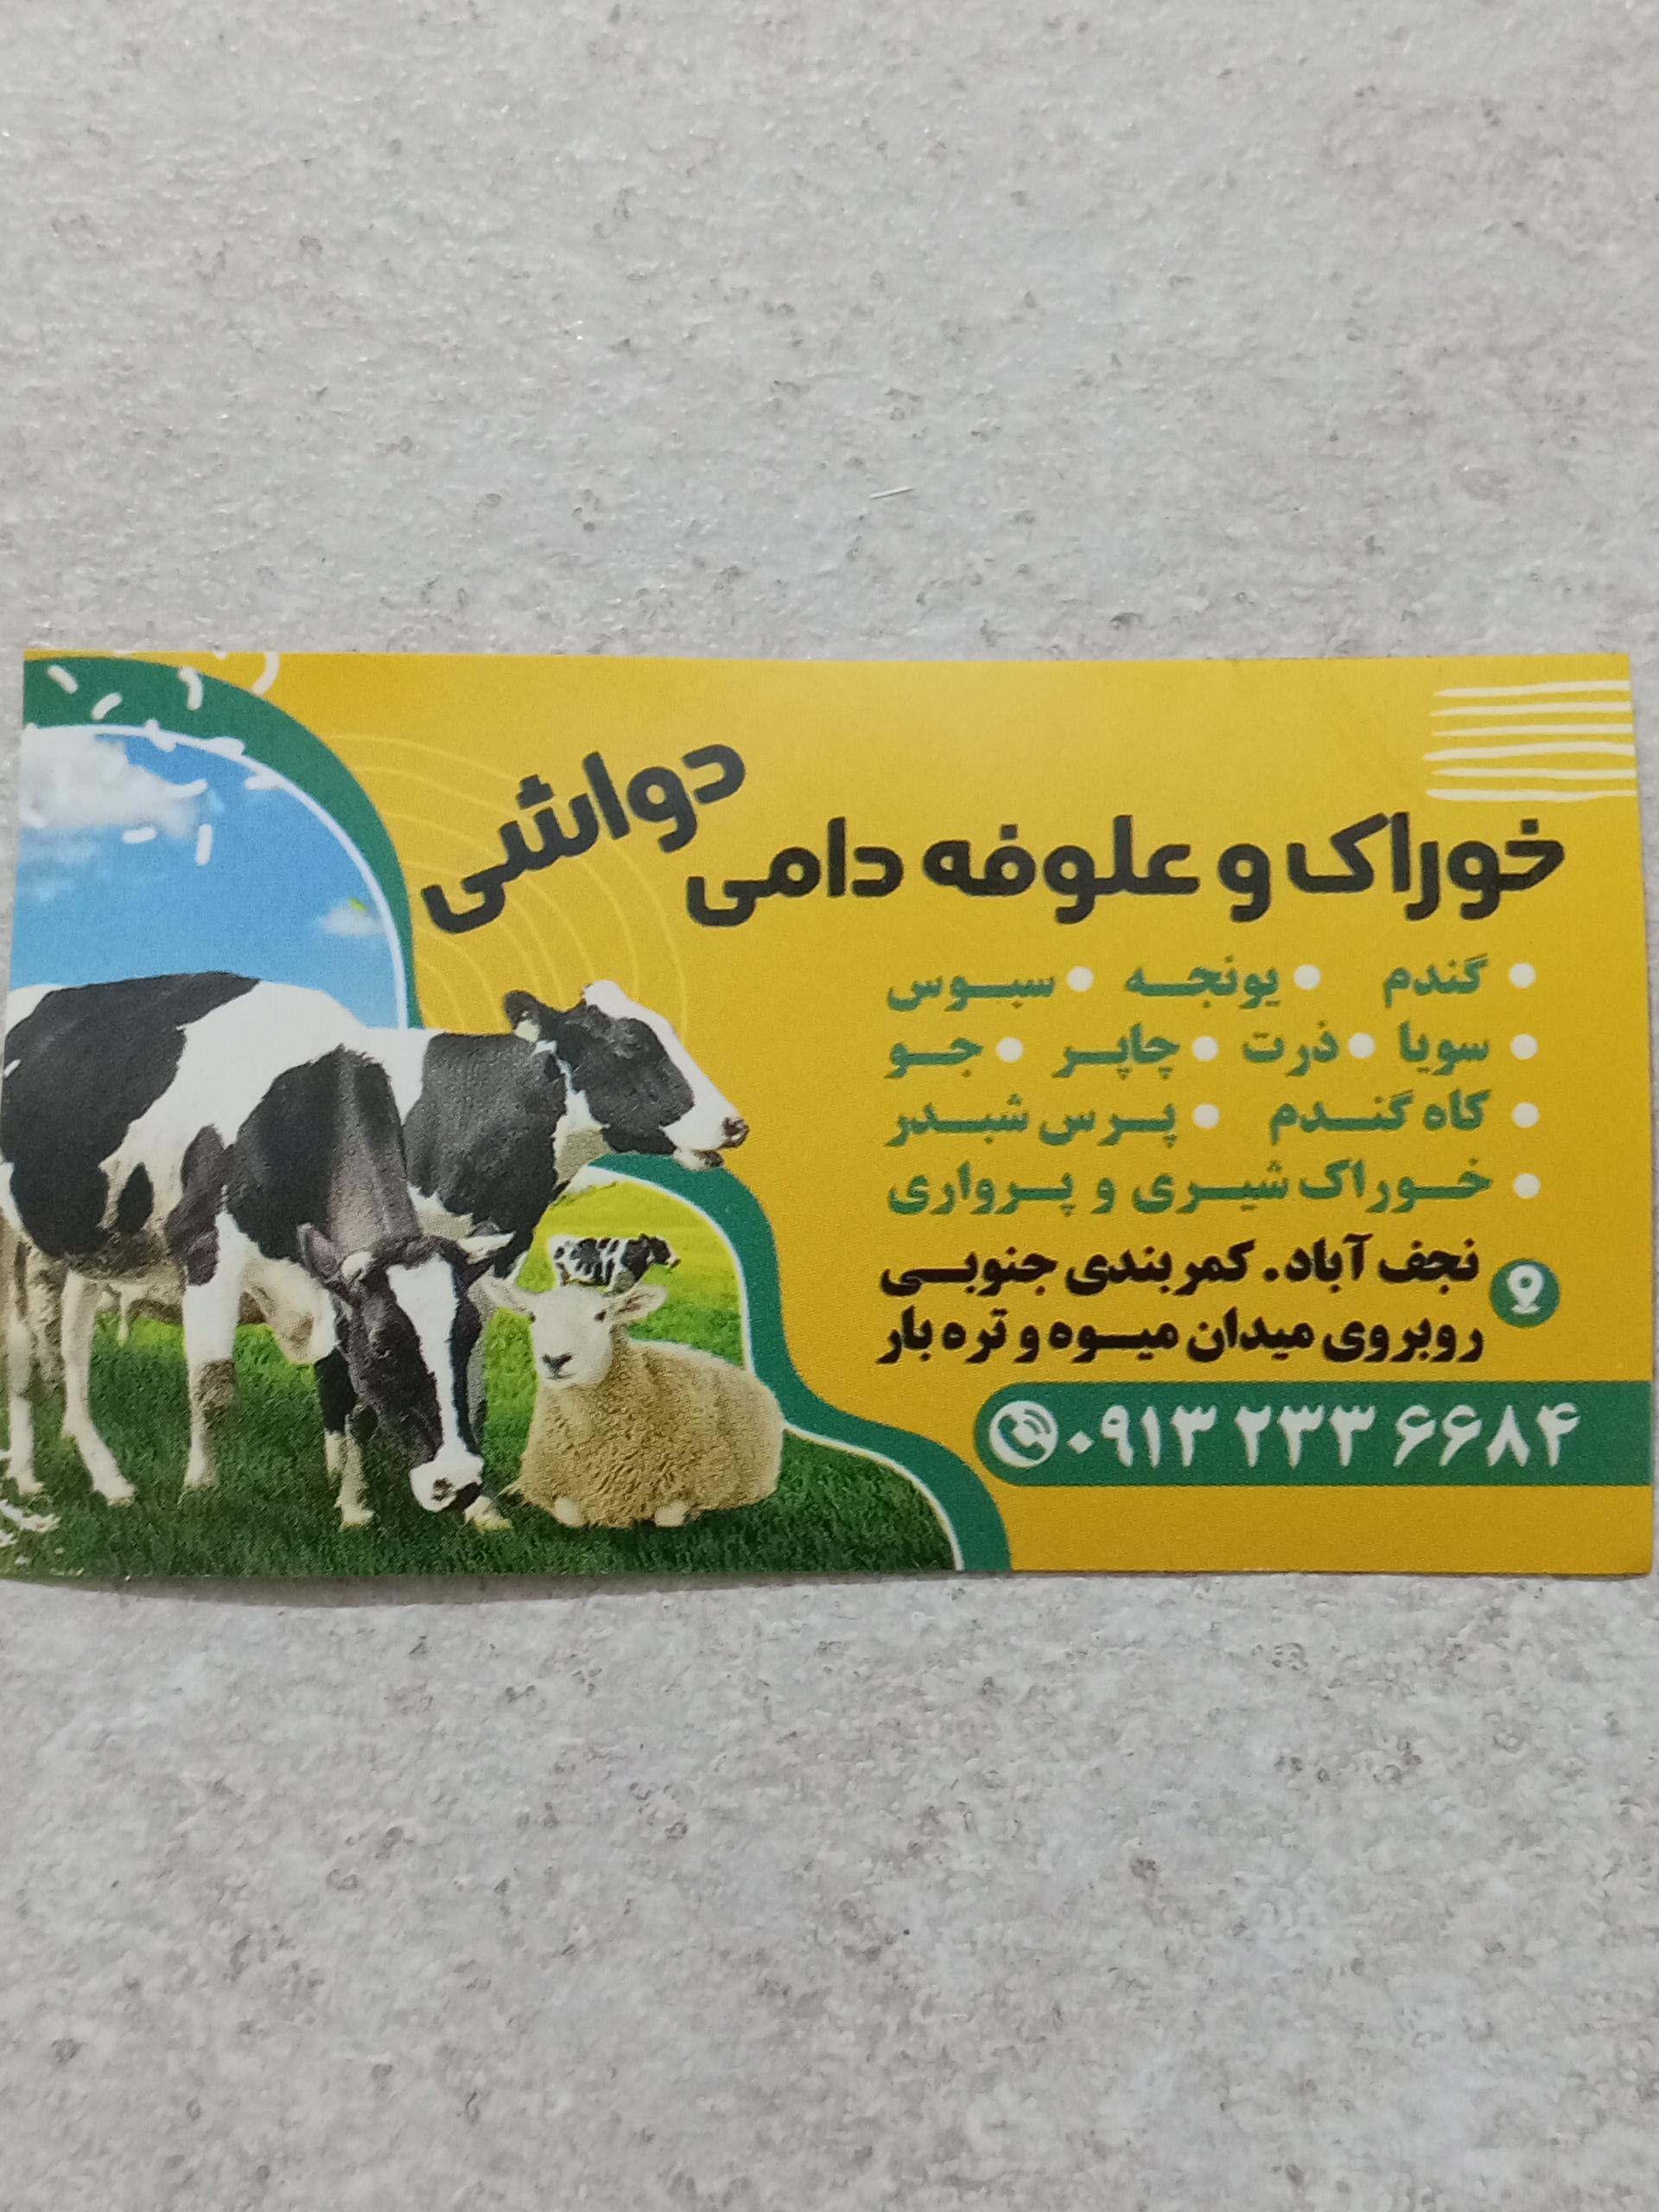 خوراک و علوفه دامی دواشی
• گندم • یونجه • سبوس
• سویا • ذرت • چاپر • جو
• کاه گندم • پرس شبدر
• خوراک شیری و پرواری
نجف آباد. کمربندی جنوبی
روبروی میدان میوه و تره بار
۰۹۱۳ ۲۳۳ ۶۶۸۴